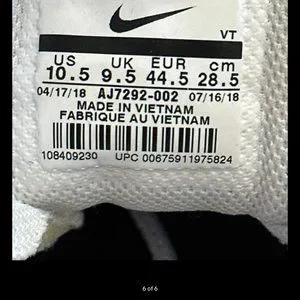 VT
US UK EUR cm
10.5 9.5 44.5 28.5
04/17/18 AJ7292-002 07/16/18
MADE IN VIETNAM
FABRIQUE AU VIETNAM
108409230 UPC 00675911975824
6 of 6